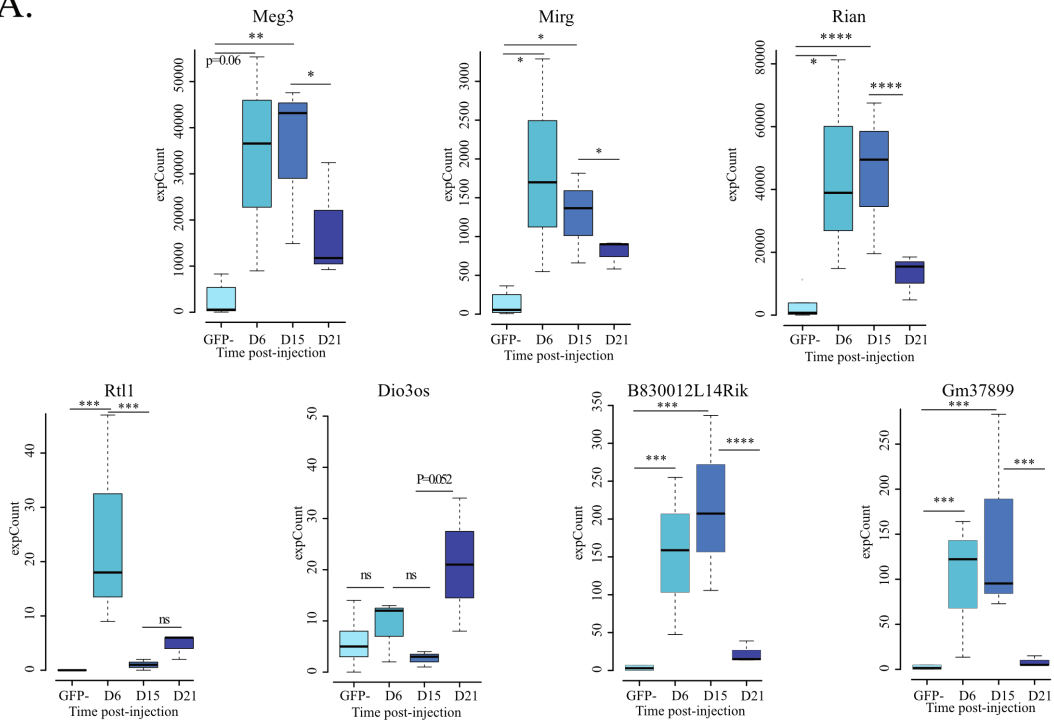 A.
Meg3
Mirg
Rian
**
p=0.06
*
expCount
0
10000
20000
30000
40000
50000
GFP-
D6
D15
D21
Time post-injection
*
*
*
expCount
0
500
1000
1500
2000
2500
3000
GFP-
D6
D15
D21
Time post-injection
****
*
****
expCount
0
20000
40000
60000
80000
GFP-
D6
D15
D21
Time post-injection
Rtl1
Dio3os
B830012L14Rik
Gm37899
***
***
ns
expCount
0
10
20
30
40
GFP-
D6
D15
D21
Time post-injection
P=0.052
ns
ns
expCount
0
10
20
30
40
50
GFP-
D6
D15
D21
Time post-injection
***
****
***
expCount
0
50
100
150
200
250
300
350
GFP-
D6
D15
D21
Time post-injection
***
***
***
expCount
0
50
100
150
200
250
GFP-
D6
D15
D21
Time post-injection